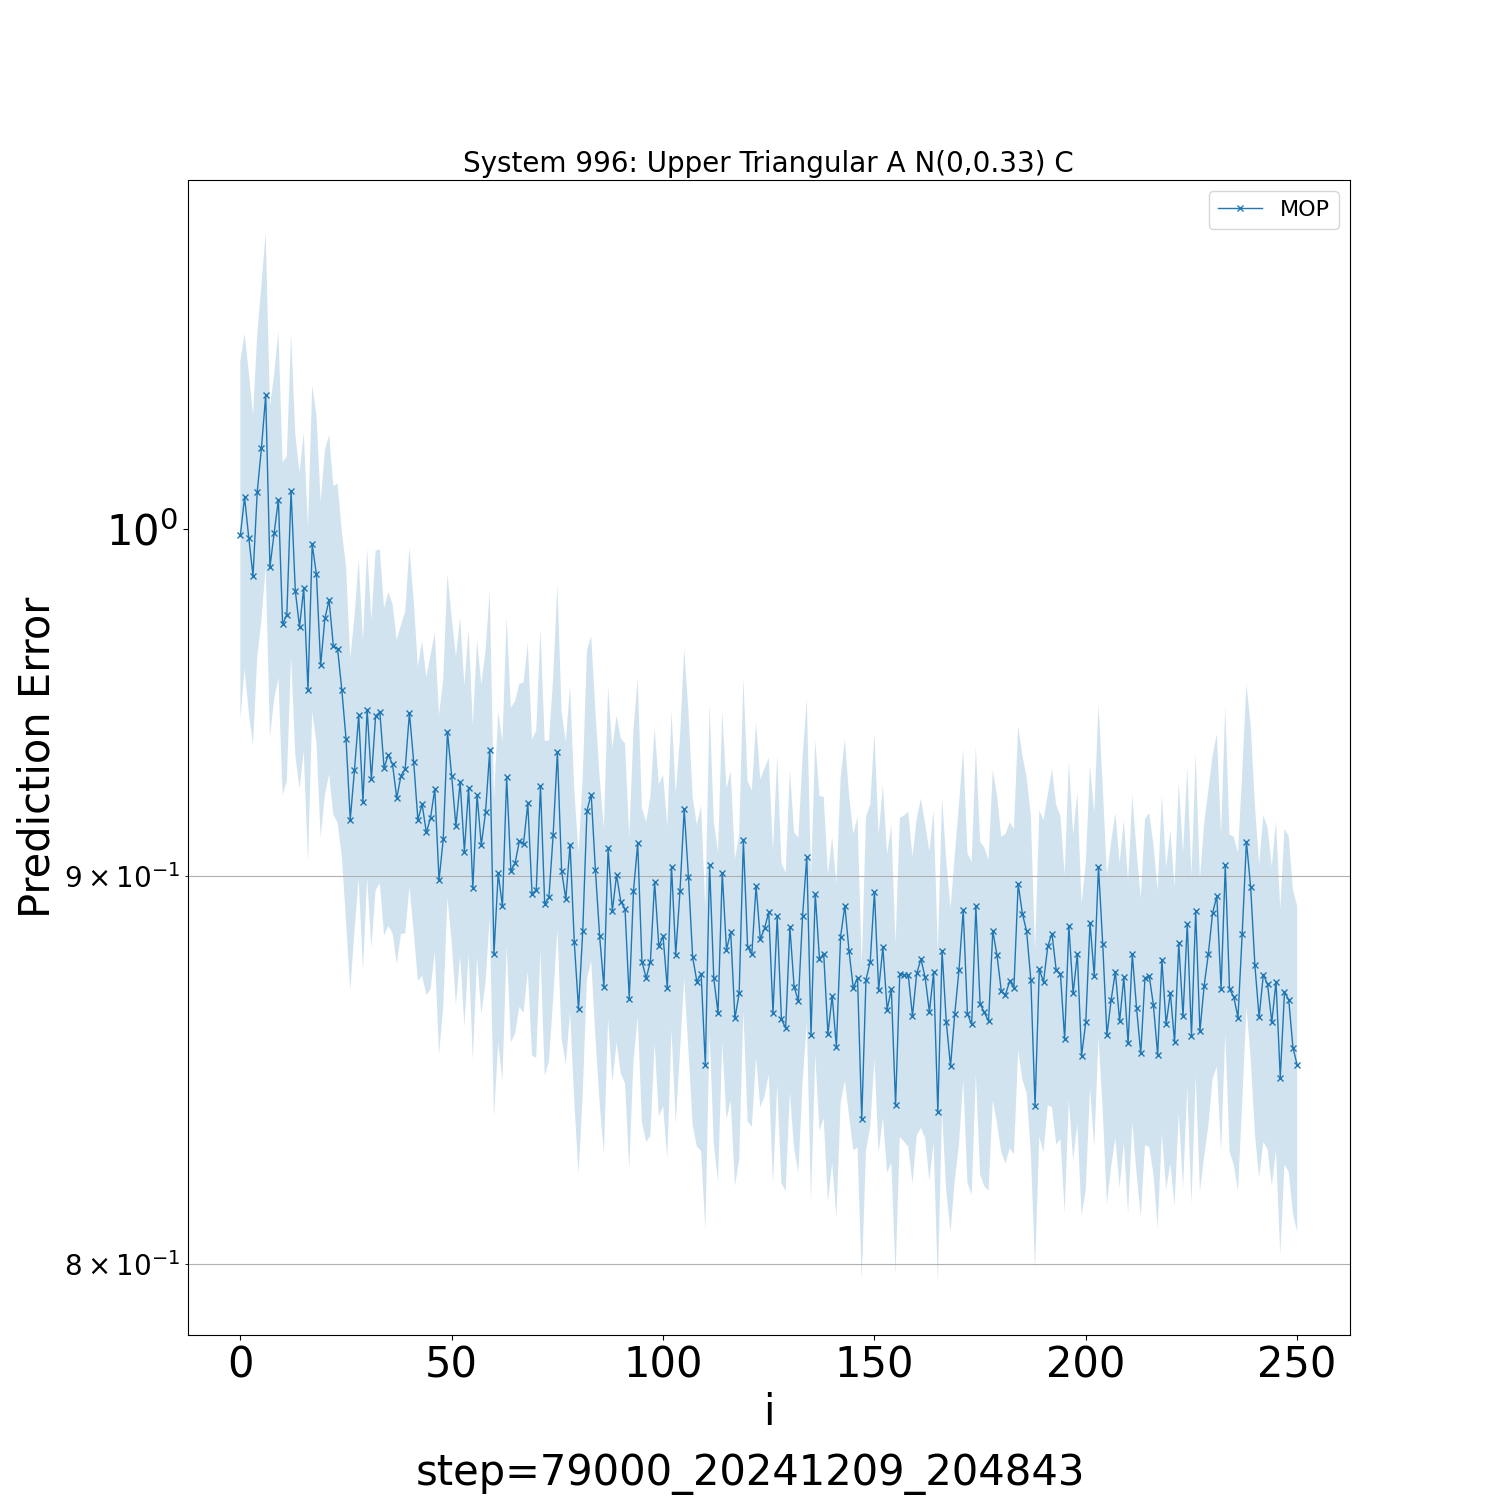 System 996: Upper Triangular A N(0,0.33) C
MOP
10⁰
9 × 10⁻¹
8 × 10⁻¹
Prediction Error
0 50 100 150 200 250
i
step=79000_20241209_204843